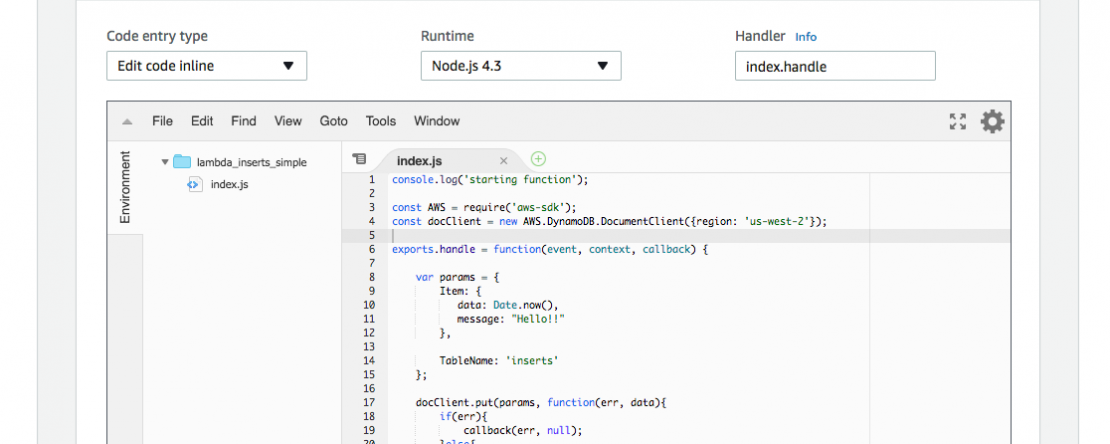 Code entry type
Runtime
Handler Info
Edit code inline
Node.js 4.3
index.handle
File Edit Find View Goto Tools Window
Environment
lambda_inserts_simple
index.js
index.js
1 console.log('starting function');
2
3 const AWS = require('aws-sdk');
4 const docClient = new AWS.DynamoDB.DocumentClient({region: 'us-west-2'});
5
6 exports.handle = function(event, context, callback) {
7
8 var params = {
9 Item: {
10 data: Date.now(),
11 message: "Hello!!"
12 },
13
14 TableName: 'inserts'
15 };
16
17 docClient.put(params, function(err, data){
18 if(err){
19 callback(err, null);
20 }else{